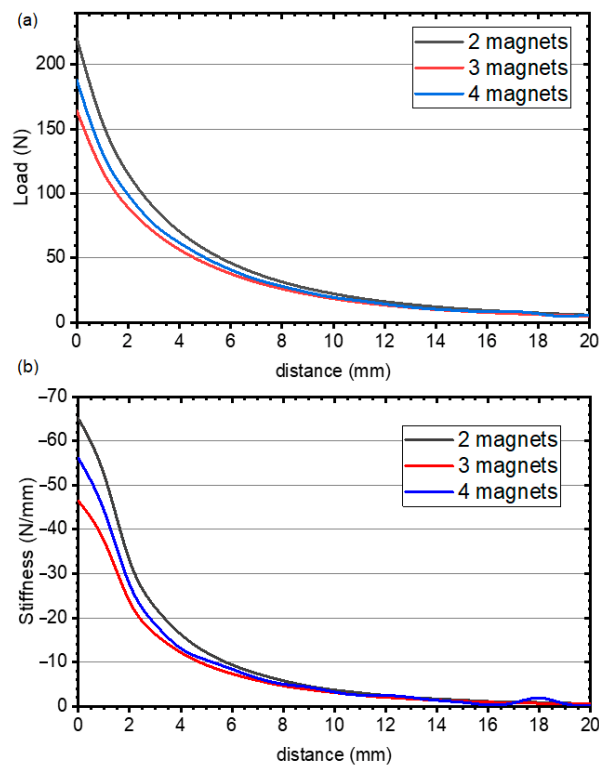 (a)
200
150
100
50
0
Load (N)
2 magnets
3 magnets
4 magnets
0 2 4 6 8 10 12 14 16 18 20
distance (mm)
(b)
−70
−60
−50
−40
−30
−20
−10
0
Stiffness (N/mm)
2 magnets
3 magnets
4 magnets
0 2 4 6 8 10 12 14 16 18 20
distance (mm)